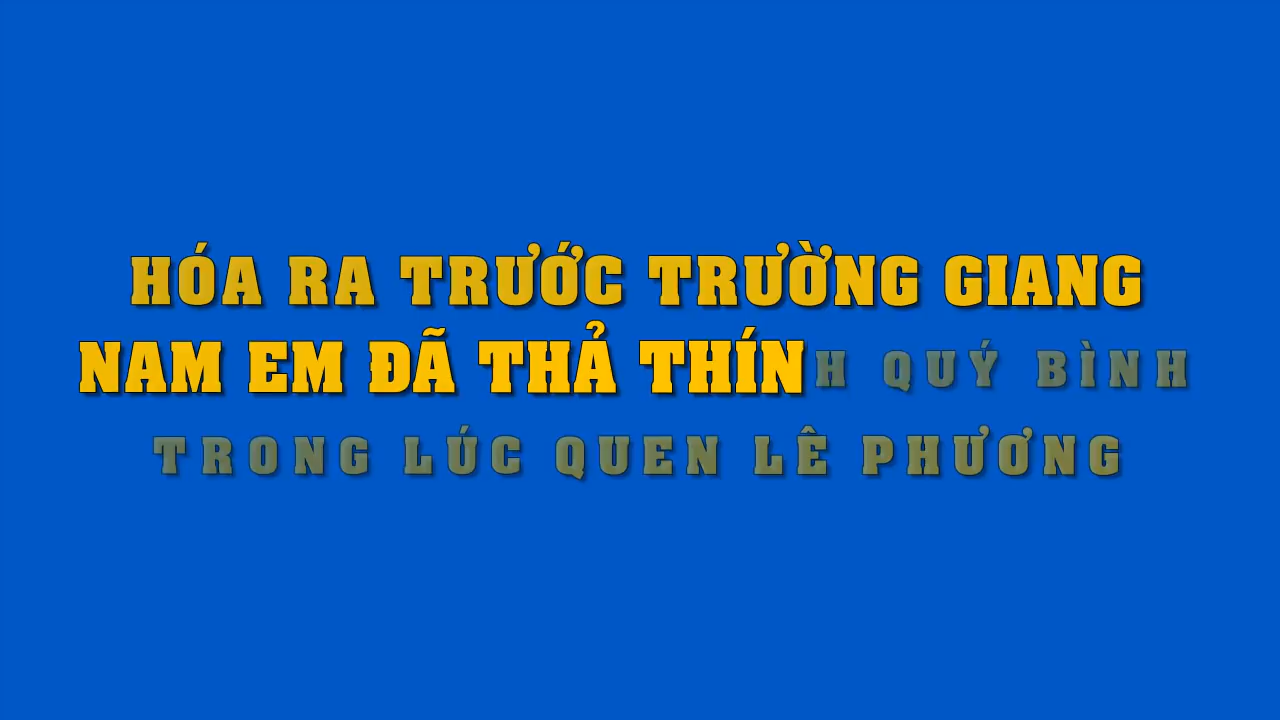 HÓA RA TRƯỚC TRƯỜNG GIANG
NAM EM ĐÃ THẢ THÍNH QUÝ BÌNH
TRONG LÚC QUEN LÊ PHƯƠNG